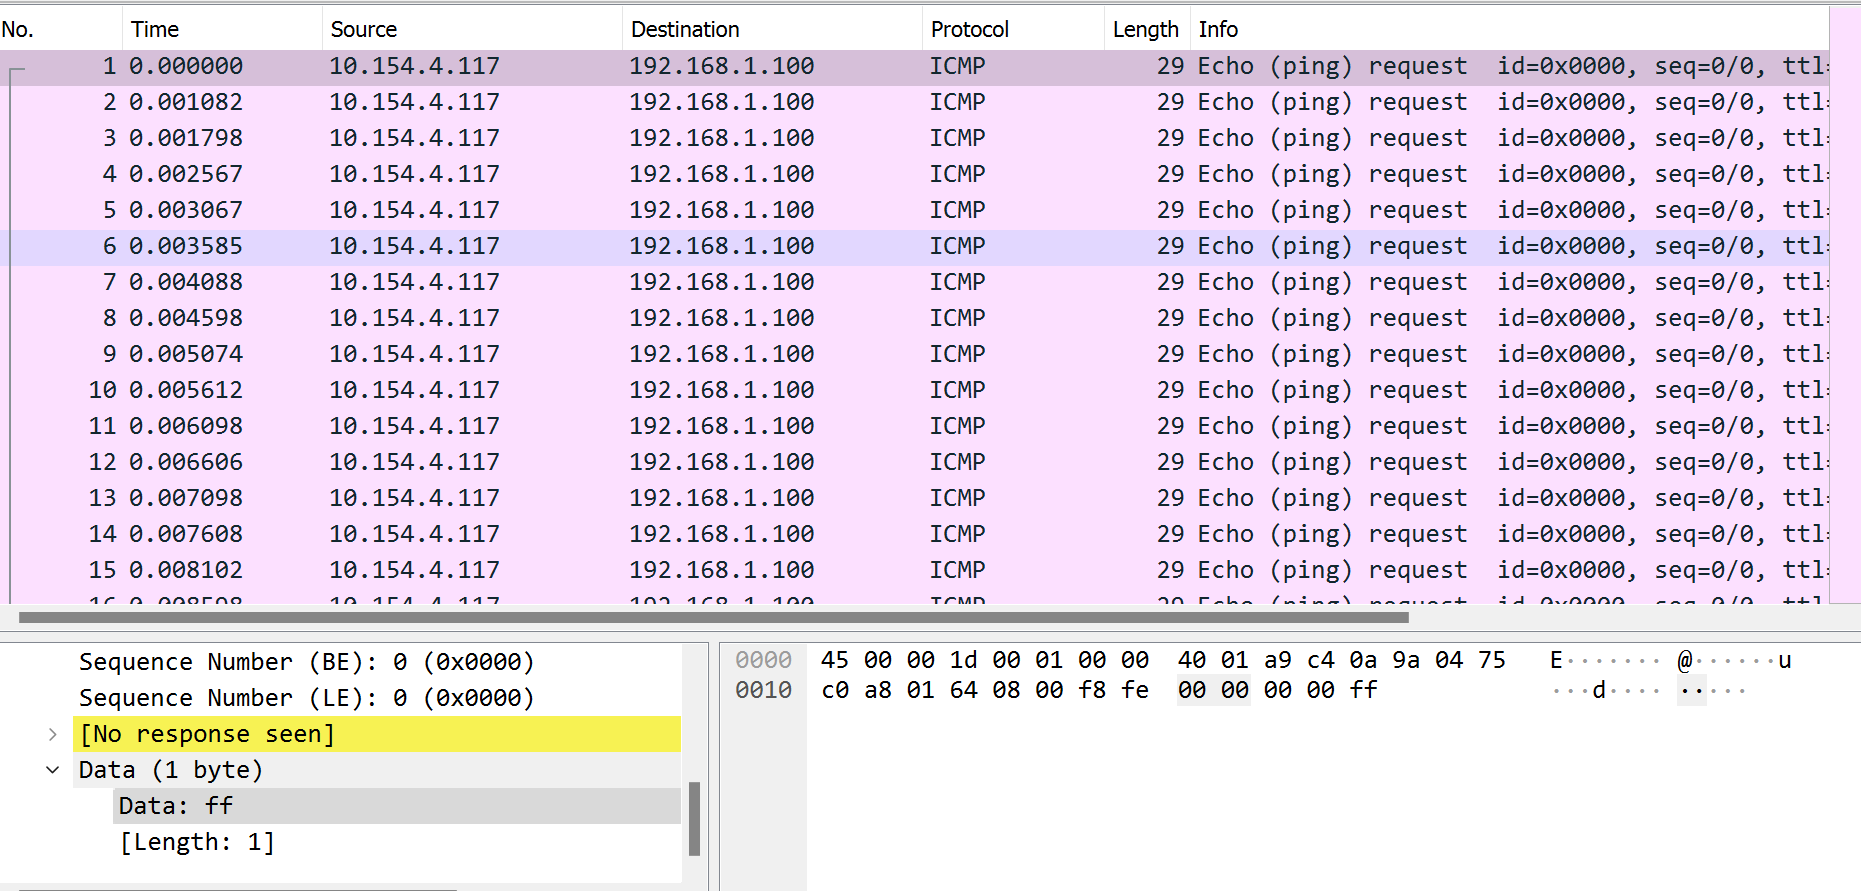 No. Time Source Destination Protocol Length Info
1 0.000000 10.154.4.117 192.168.1.100 ICMP 29 Echo (ping) request id=0x0000, seq=0/0, ttl=
2 0.001082 10.154.4.117 192.168.1.100 ICMP 29 Echo (ping) request id=0x0000, seq=0/0, ttl=
3 0.001798 10.154.4.117 192.168.1.100 ICMP 29 Echo (ping) request id=0x0000, seq=0/0, ttl=
4 0.002567 10.154.4.117 192.168.1.100 ICMP 29 Echo (ping) request id=0x0000, seq=0/0, ttl=
5 0.003067 10.154.4.117 192.168.1.100 ICMP 29 Echo (ping) request id=0x0000, seq=0/0, ttl=
6 0.003585 10.154.4.117 192.168.1.100 ICMP 29 Echo (ping) request id=0x0000, seq=0/0, ttl=
7 0.004088 10.154.4.117 192.168.1.100 ICMP 29 Echo (ping) request id=0x0000, seq=0/0, ttl=
8 0.004598 10.154.4.117 192.168.1.100 ICMP 29 Echo (ping) request id=0x0000, seq=0/0, ttl=
9 0.005074 10.154.4.117 192.168.1.100 ICMP 29 Echo (ping) request id=0x0000, seq=0/0, ttl=
10 0.005612 10.154.4.117 192.168.1.100 ICMP 29 Echo (ping) request id=0x0000, seq=0/0, ttl=
11 0.006098 10.154.4.117 192.168.1.100 ICMP 29 Echo (ping) request id=0x0000, seq=0/0, ttl=
12 0.006606 10.154.4.117 192.168.1.100 ICMP 29 Echo (ping) request id=0x0000, seq=0/0, ttl=
13 0.007098 10.154.4.117 192.168.1.100 ICMP 29 Echo (ping) request id=0x0000, seq=0/0, ttl=
14 0.007608 10.154.4.117 192.168.1.100 ICMP 29 Echo (ping) request id=0x0000, seq=0/0, ttl=
15 0.008102 10.154.4.117 192.168.1.100 ICMP 29 Echo (ping) request id=0x0000, seq=0/0, ttl=
Sequence Number (BE): 0 (0x0000)
Sequence Number (LE): 0 (0x0000)
[No response seen]
Data (1 byte)
Data: ff
[Length: 1]
0000 45 00 00 1d 00 01 00 00 40 01 a9 c4 0a 9a 04 75 E······· @······u
0010 c0 a8 01 64 08 00 f8 fe 00 00 00 00 ff ···d···· ·····